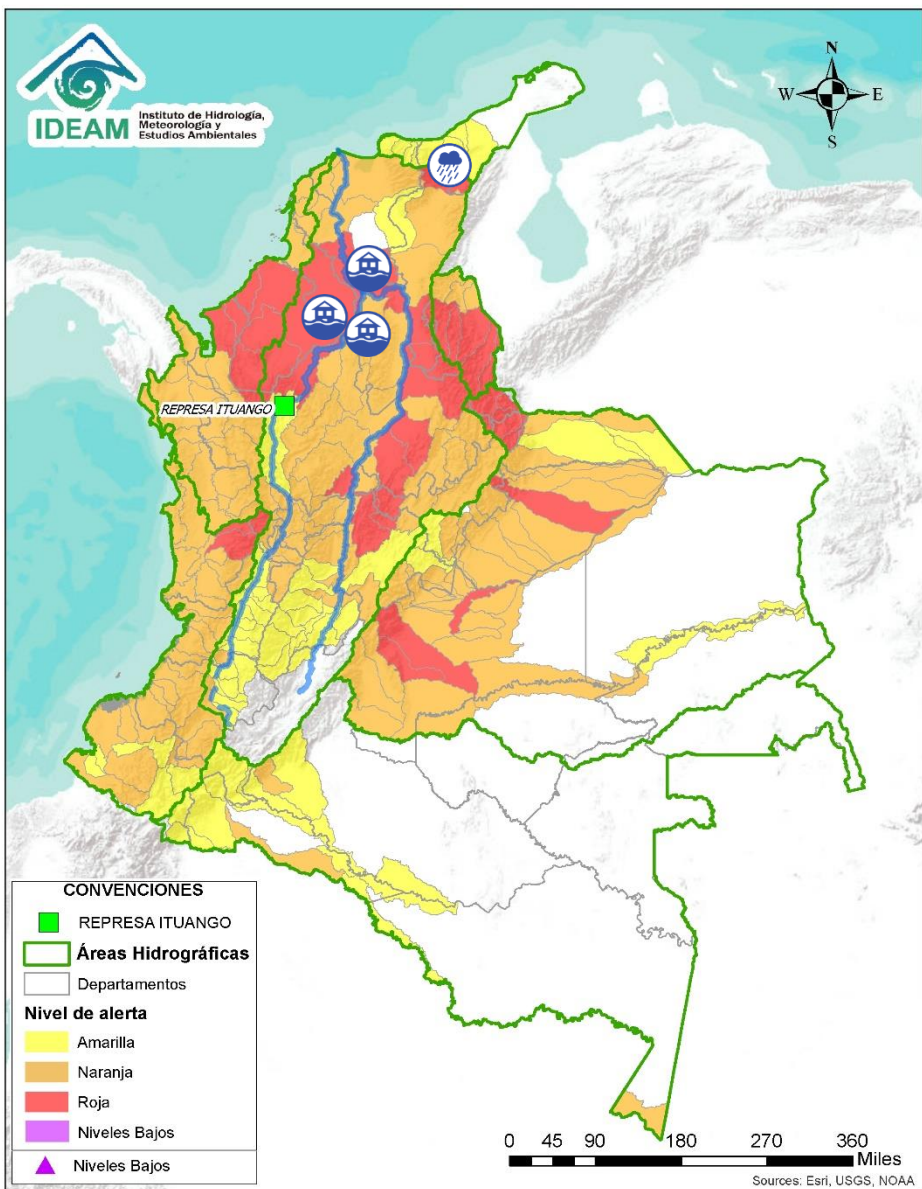 IDEAM
Instituto de Hidrología,
Meteorología y
Estudios Ambientales
N
W
E
S
REPRESA ITUANGO
CONVENCIONES
REPRESA ITUANGO
Áreas Hidrográficas
Departamentos
Nivel de alerta
Amarilla
Naranja
Roja
Niveles Bajos
Niveles Bajos
0 45 90 180 270 360
Miles
Sources: Esri, USGS, NOAA